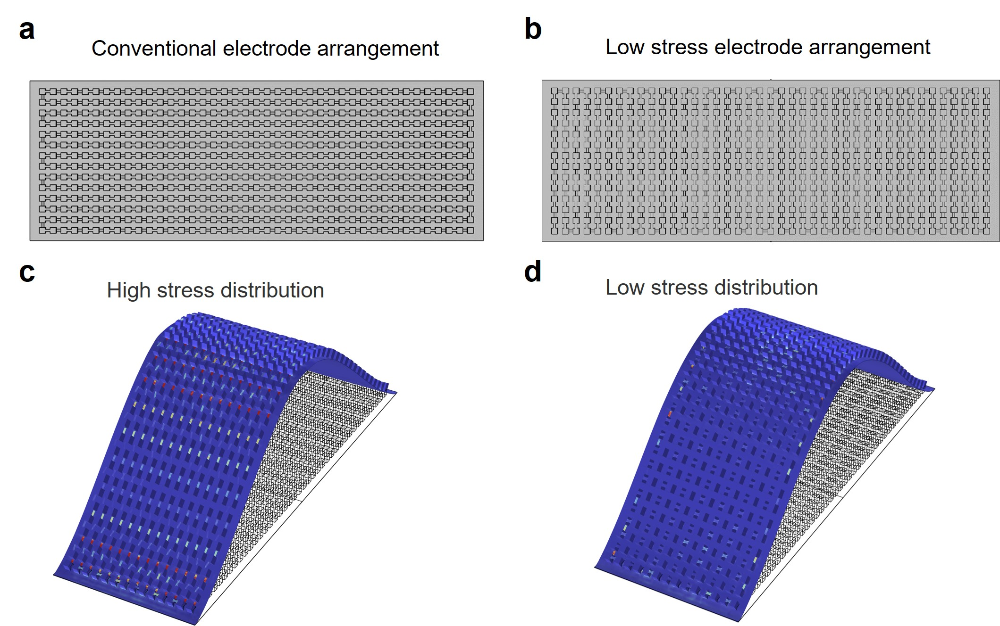 a
Conventional electrode arrangement
b
Low stress electrode arrangement
c
High stress distribution
d
Low stress distribution